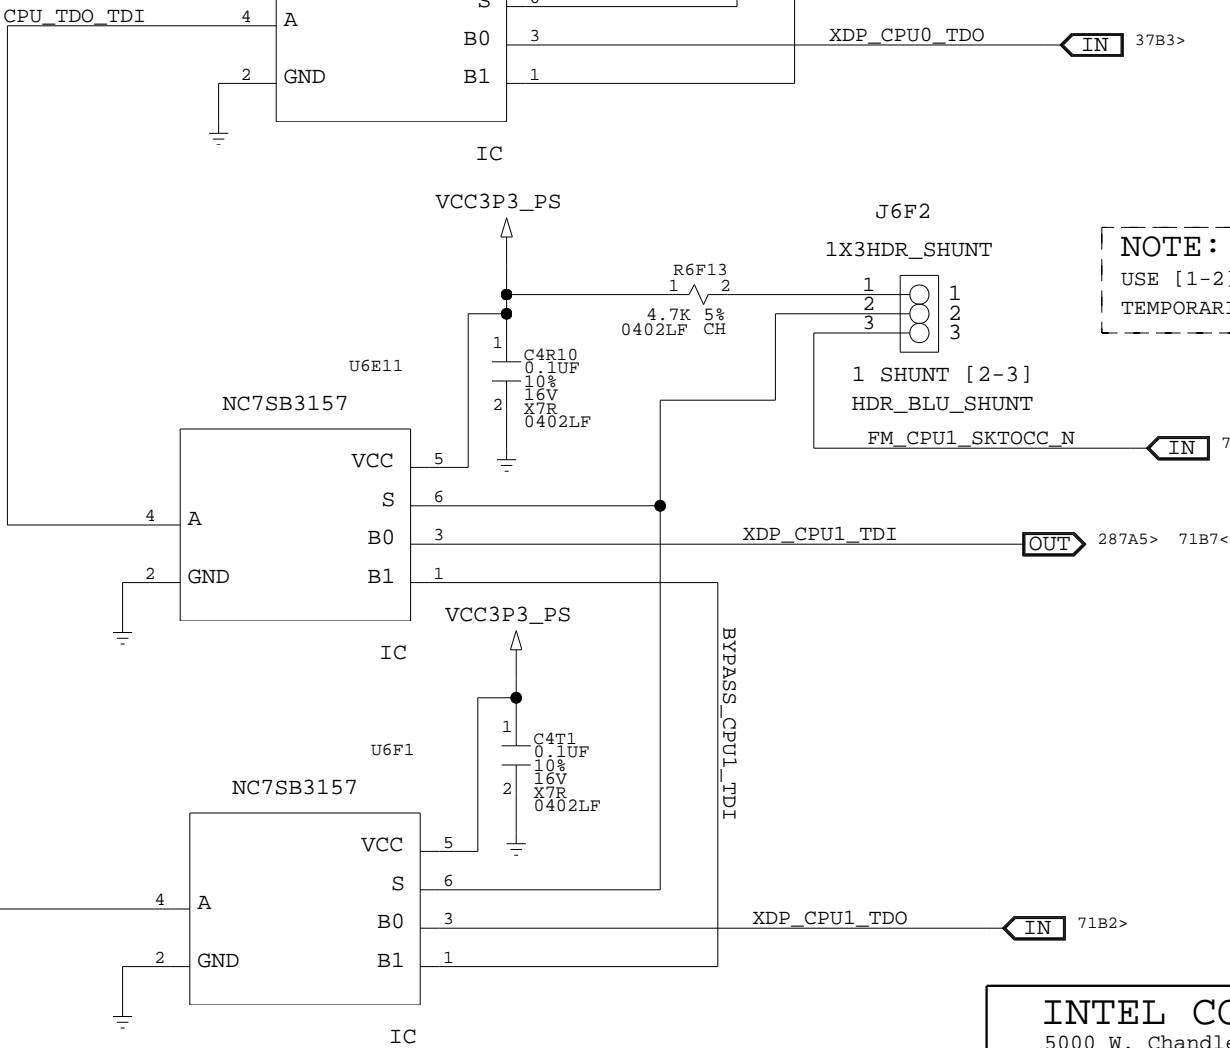 CPU_TDO_TDI
4
A
S
B0 3
XDP_CPU0_TDO
IN 37B3>
2 GND
B1 1
IC
VCC3P3_PS
J6F2
1X3HDR_SHUNT
NOTE:
USE [1-2]
R6F13
1 2
4.7K 5%
0402LF CH
1 1
2 2
3 3
1
C4R10
0.1UF
10%
16V
2
X7R
0402LF
1 SHUNT [2-3]
HDR_BLU_SHUNT
FM_CPU1_SKTOCC_N
IN
U6E11
NC7SB3157
VCC 5
S 6
4 A
B0 3
XDP_CPU1_TDI
OUT 287A5> 71B7<
2 GND
B1 1
IC
VCC3P3_PS
BYPASS_CPU1_TDI
1
C4T1
0.1UF
10%
16V
2
X7R
0402LF
U6F1
NC7SB3157
VCC 5
S 6
4 A
B0 3
XDP_CPU1_TDO
IN 71B2>
2 GND
B1 1
IC
INTEL
5000 W.